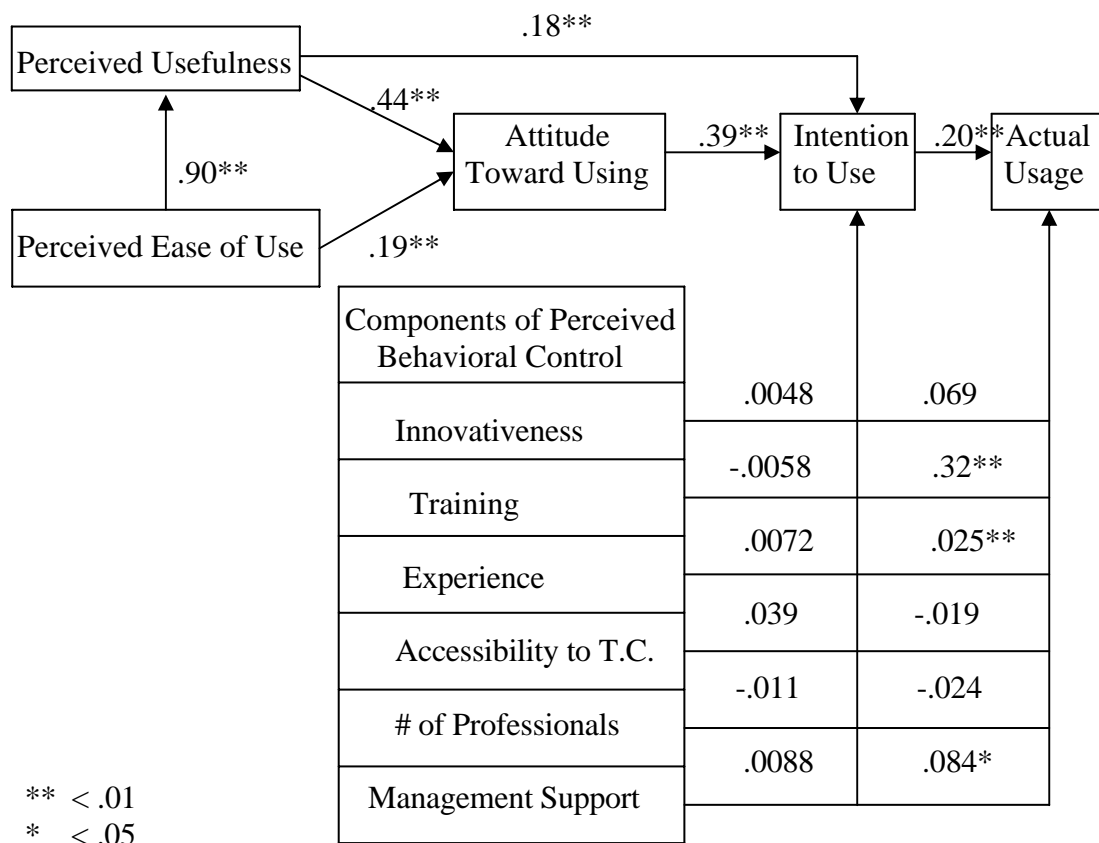 .18**
Perceived Usefulness
.44**
Attitude
Toward Using
.39**
Intention
to Use
.20**
Actual
Usage
.90**
Perceived Ease of Use
.19**
Components of Perceived
Behavioral Control
Innovativeness
.0048
.069
Training
-.0058
.32**
Experience
.0072
.025**
Accessibility to T.C.
.039
-.019
# of Professionals
-.011
-.024
Management Support
.0088
.084*
** < .01
* < .05